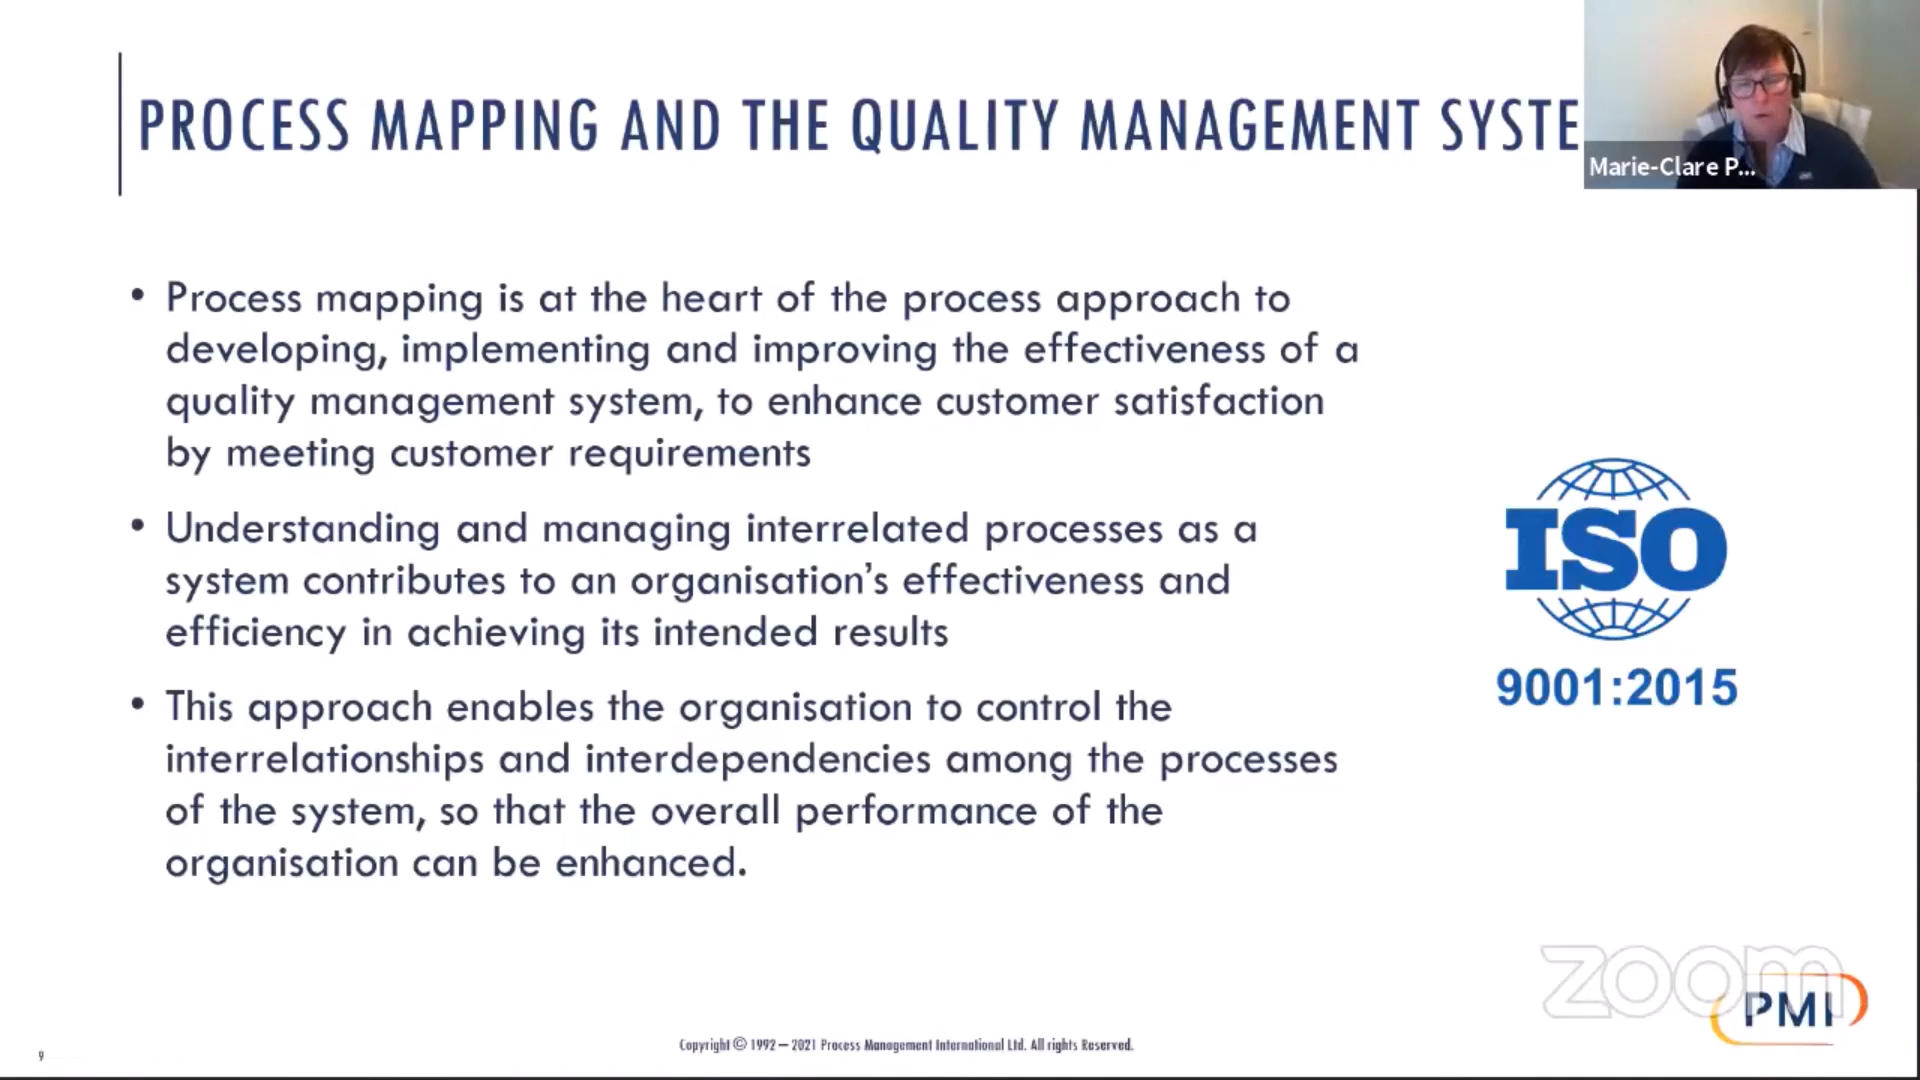 PROCESS MAPPING AND THE QUALITY MANAGEMENT SYSTE
Marie-Clare P...
• Process mapping is at the heart of the process approach to
developing, implementing and improving the effectiveness of a
quality management system, to enhance customer satisfaction
by meeting customer requirements
• Understanding and managing interrelated processes as a
system contributes to an organisation’s effectiveness and
efficiency in achieving its intended results
• This approach enables the organisation to control the
interrelationships and interdependencies among the processes
of the system, so that the overall performance of the
organisation can be enhanced.
ISO
9001:2015
zoom
PMI
Copyright © 1992 – 2021 Process Management International Ltd. All rights Reserved.
9